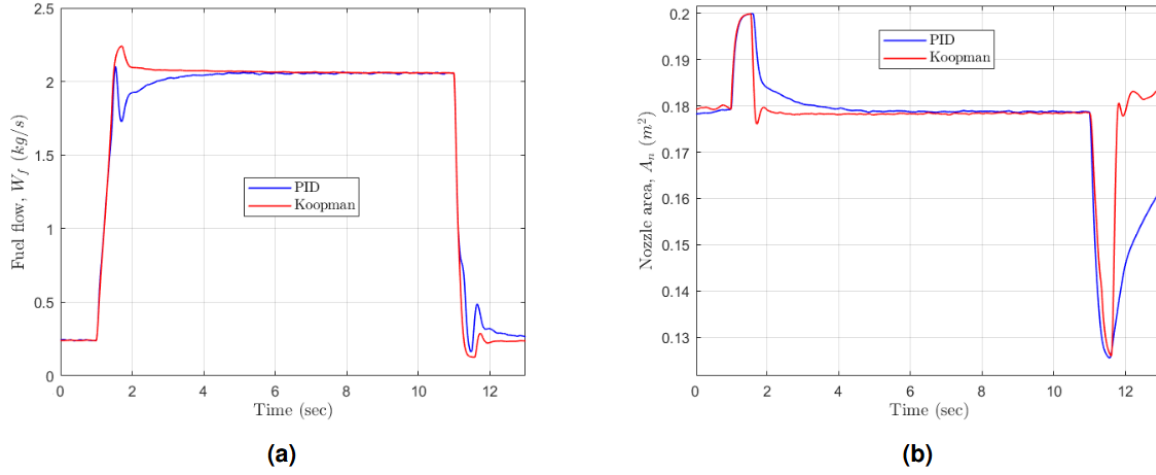 2.5
2
1.5
1
0.5
0
0 2 4 6 8 10 12
Fuel flow, W_f (kg/s)
Time (sec)
PID
Koopman
(a)
0.2
0.19
0.18
0.17
0.16
0.15
0.14
0.13
0 2 4 6 8 10 12
Nozzle area, A_n (m²)
Time (sec)
PID
Koopman
(b)